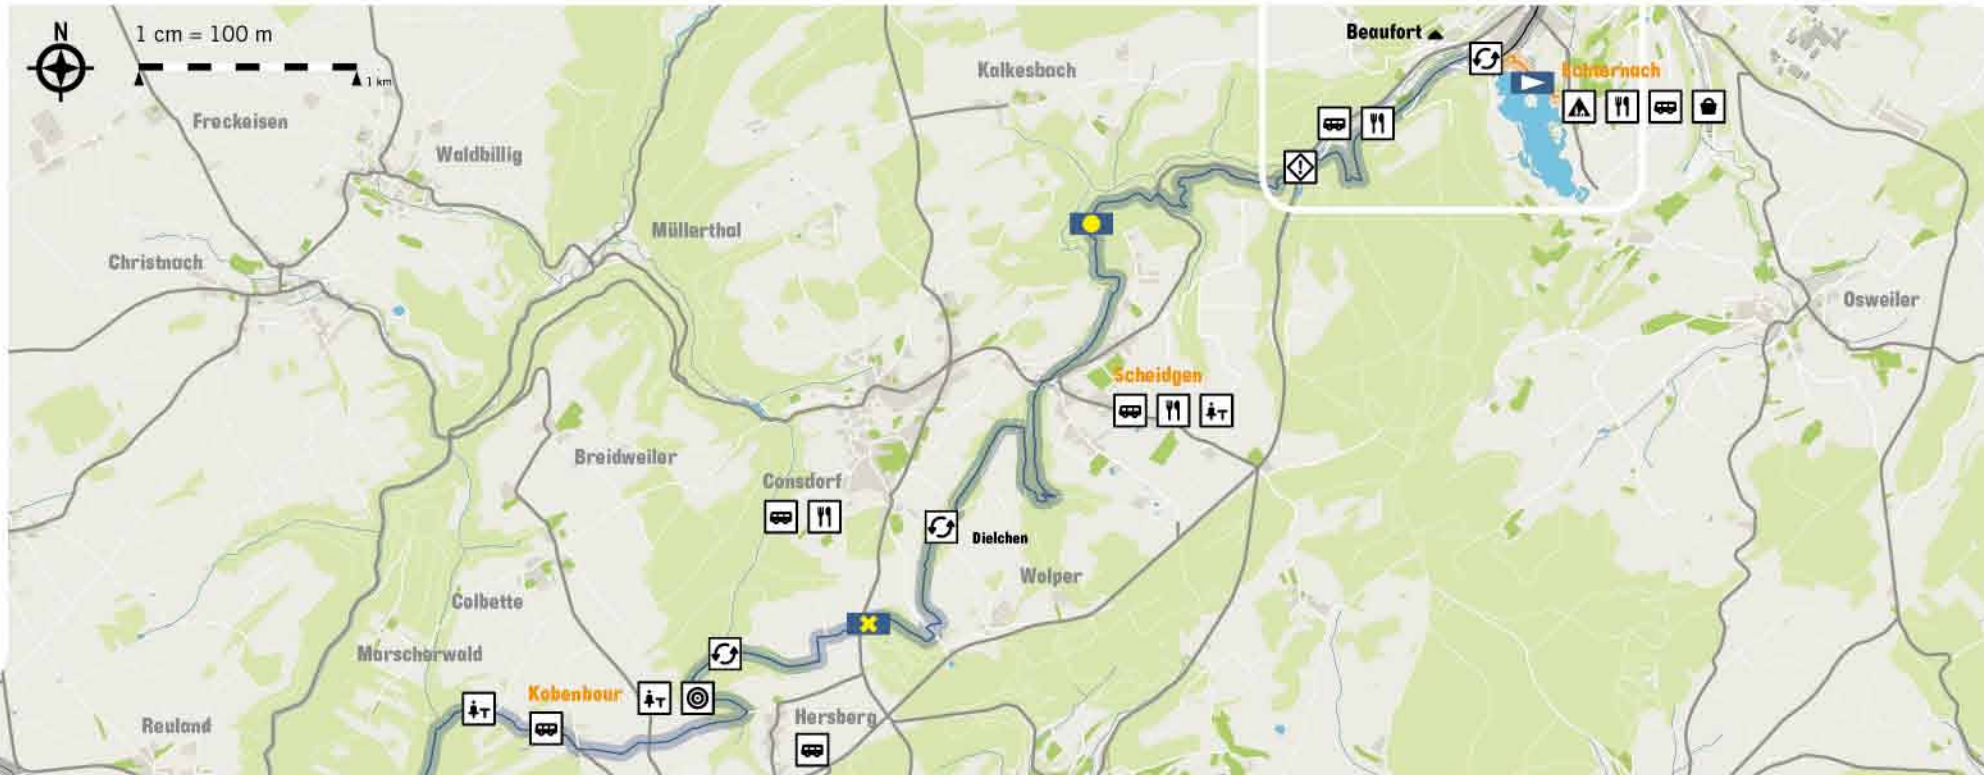 N
1 cm = 100 m
1 km
Beaufort
Echternach
Kalkesbach
Freckeisen
Waldbillig
Müllerthal
Christnach
Osweiler
Scheidgen
Breidweiler
Consdorf
Dielchen
Wolper
Colbette
Marscherwald
Kobenbour
Hersberg
Reuland